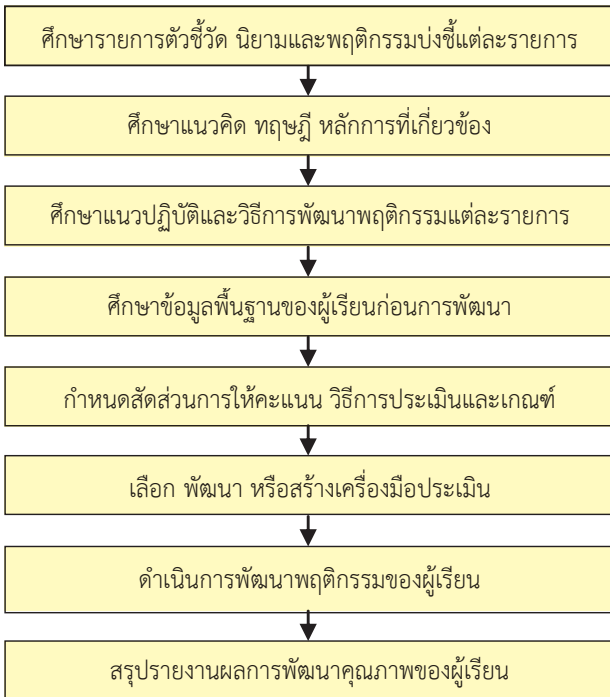 ศึกษารายการตัวชี้วัด นิยามและพฤติกรรมบ่งชี้แต่ละรายการ
ศึกษาแนวคิด ทฤษฎี หลักการที่เกี่ยวข้อง
ศึกษาแนวปฏิบัติและวิธีการพัฒนาพฤติกรรมแต่ละรายการ
ศึกษาข้อมูลพื้นฐานของผู้เรียนก่อนการพัฒนา
กำหนดสัดส่วนการให้คะแนน วิธีการประเมินและเกณฑ์
เลือก พัฒนา หรือสร้างเครื่องมือประเมิน
ดำเนินการพัฒนาพฤติกรรมของผู้เรียน
สรุปรายงานผลการพัฒนาคุณภาพของผู้เรียน